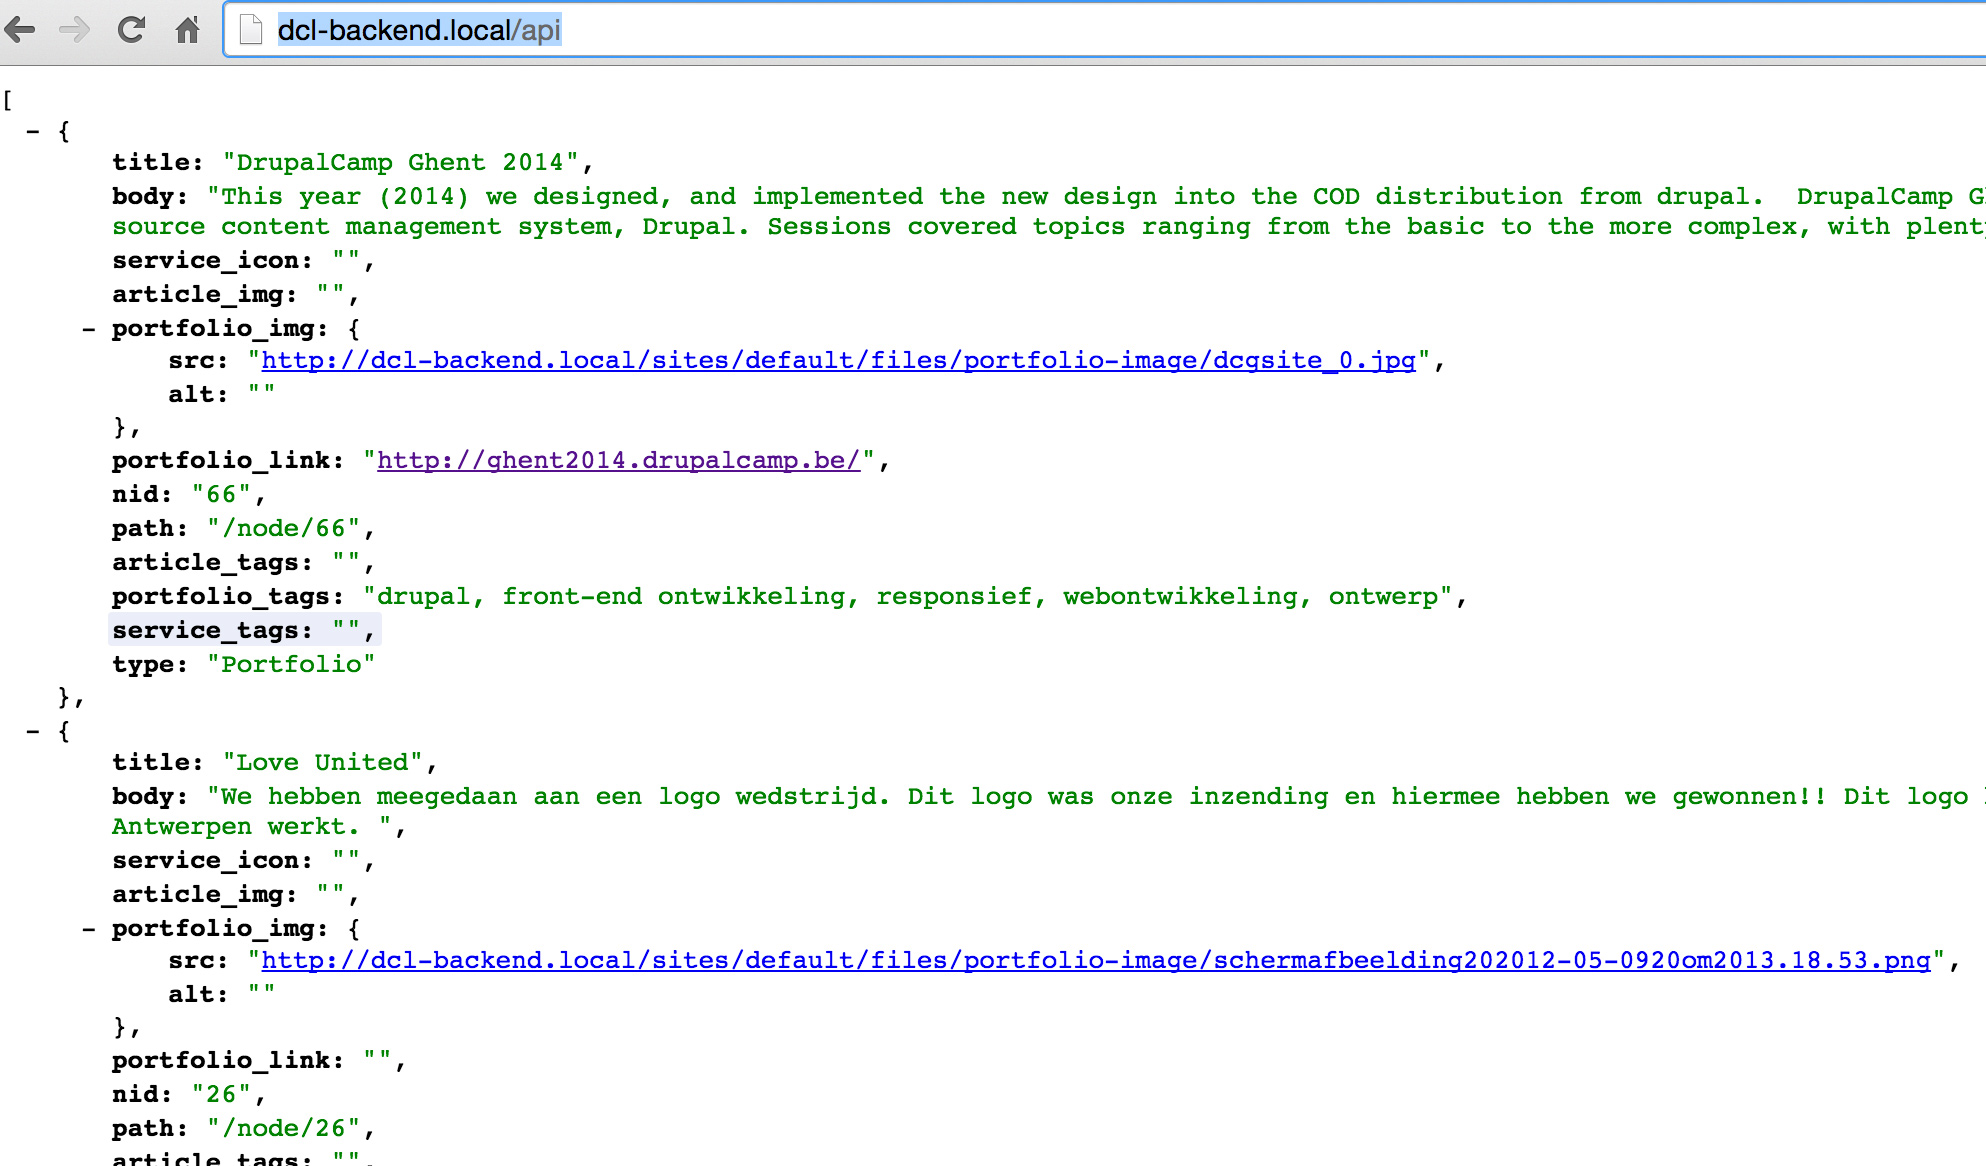 dcl-backend.local/api
[
- {
title: "DrupalCamp Ghent 2014",
body: "This year (2014) we designed, and implemented the new design into the COD distribution from drupal.  DrupalCamp
source content management system, Drupal. Sessions covered topics ranging from the basic to the more complex, with
service_icon: "",
article_img: "",
- portfolio_img: {
src: "http://dcl-backend.local/sites/default/files/portfolio-image/dcgsite_0.jpg",
alt: ""
},
portfolio_link: "http://ghent2014.drupalcamp.be/",
nid: "66",
path: "/node/66",
article_tags: "",
portfolio_tags: "drupal, front-end ontwikkeling, responsief, webontwikkeling, ontwerp",
service_tags: "",
type: "Portfolio"
},
- {
title: "Love United",
body: "We hebben meegedaan aan een logo wedstrijd. Dit logo was onze inzending en hiermee hebben we gewonnen!! Dit logo
Antwerpen werkt. ",
service_icon: "",
article_img: "",
- portfolio_img: {
src: "http://dcl-backend.local/sites/default/files/portfolio-image/schermafbeelding202012-05-0920om2013.18.53.png",
alt: ""
},
portfolio_link: "",
nid: "26",
path: "/node/26",
article_tags: "",